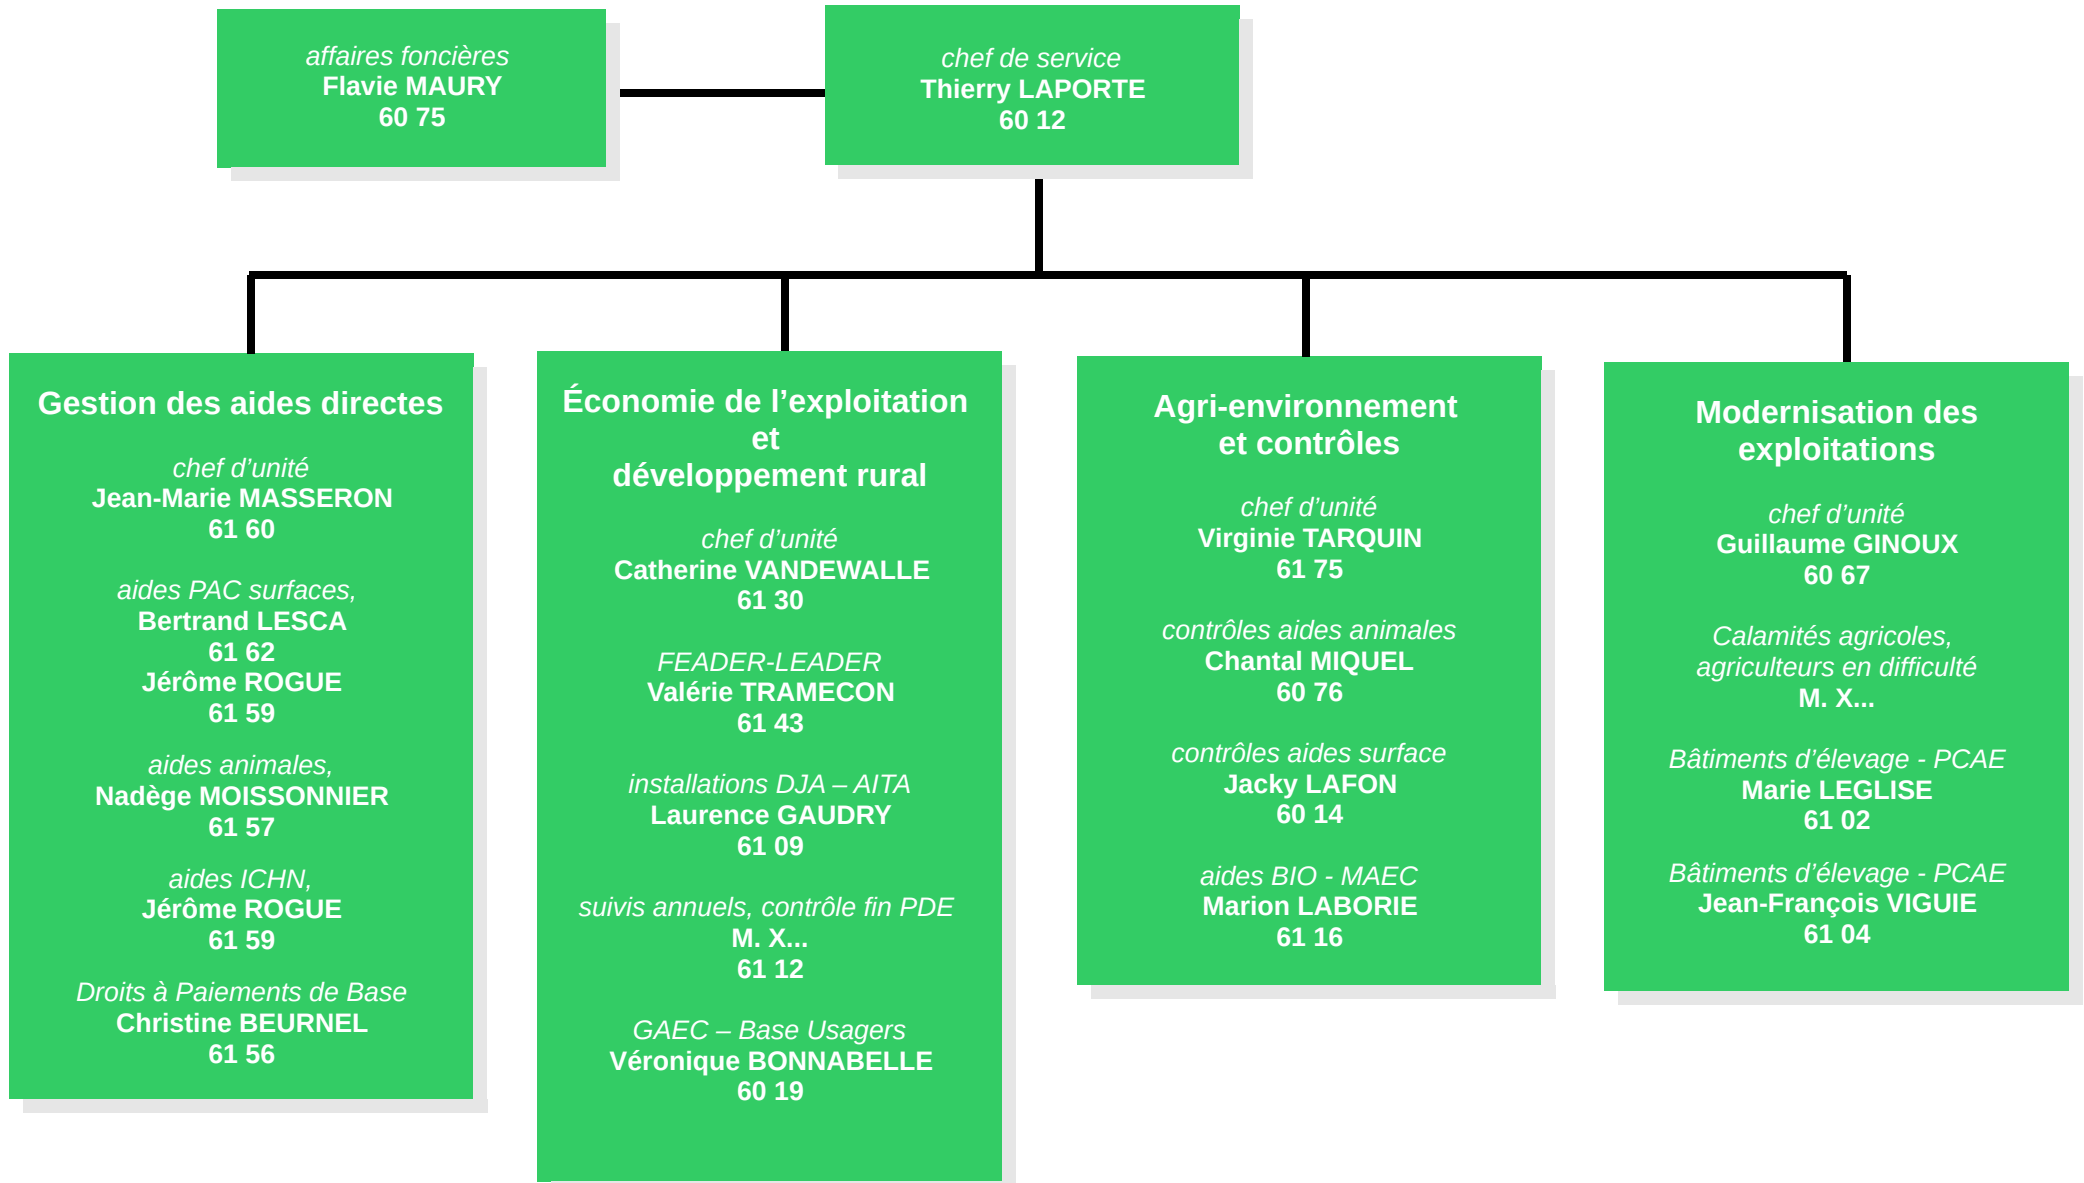 affaires foncières
Flavie MAURY
60 75
chef de service
Thierry LAPORTE
60 12
Gestion des aides directes
chef d’unité
Jean-Marie MASSERON
61 60
aides PAC surfaces,
Bertrand LESCA
61 62
Jérôme ROGUE
61 59
aides animales,
Nadège MOISSONNIER
61 57
aides ICHN,
Jérôme ROGUE
61 59
Droits à Paiements de Base
Christine BEURNEL
61 56
Économie de l’exploitation
et
développement rural
chef d’unité
Catherine VANDEWALLE
61 30
FEADER-LEADER
Valérie TRAMECON
61 43
installations DJA – AITA
Laurence GAUDRY
61 09
suivis annuels, contrôle fin PDE
M. X...
61 12
GAEC – Base Usagers
Véronique BONNABELLE
60 19
Agri-environnement
et contrôles
chef d’unité
Virginie TARQUIN
61 75
contrôles aides animales
Chantal MIQUEL
60 76
contrôles aides surface
Jacky LAFON
60 14
aides BIO - MAEC
Marion LABORIE
61 16
Modernisation des
exploitations
chef d’unité
Guillaume GINOUX
60 67
Calamités agricoles,
agriculteurs en difficulté
M. X...
Bâtiments d’élevage - PCAE
Marie LEGLISE
61 02
Bâtiments d’élevage - PCAE
Jean-François VIGUIE
61 04